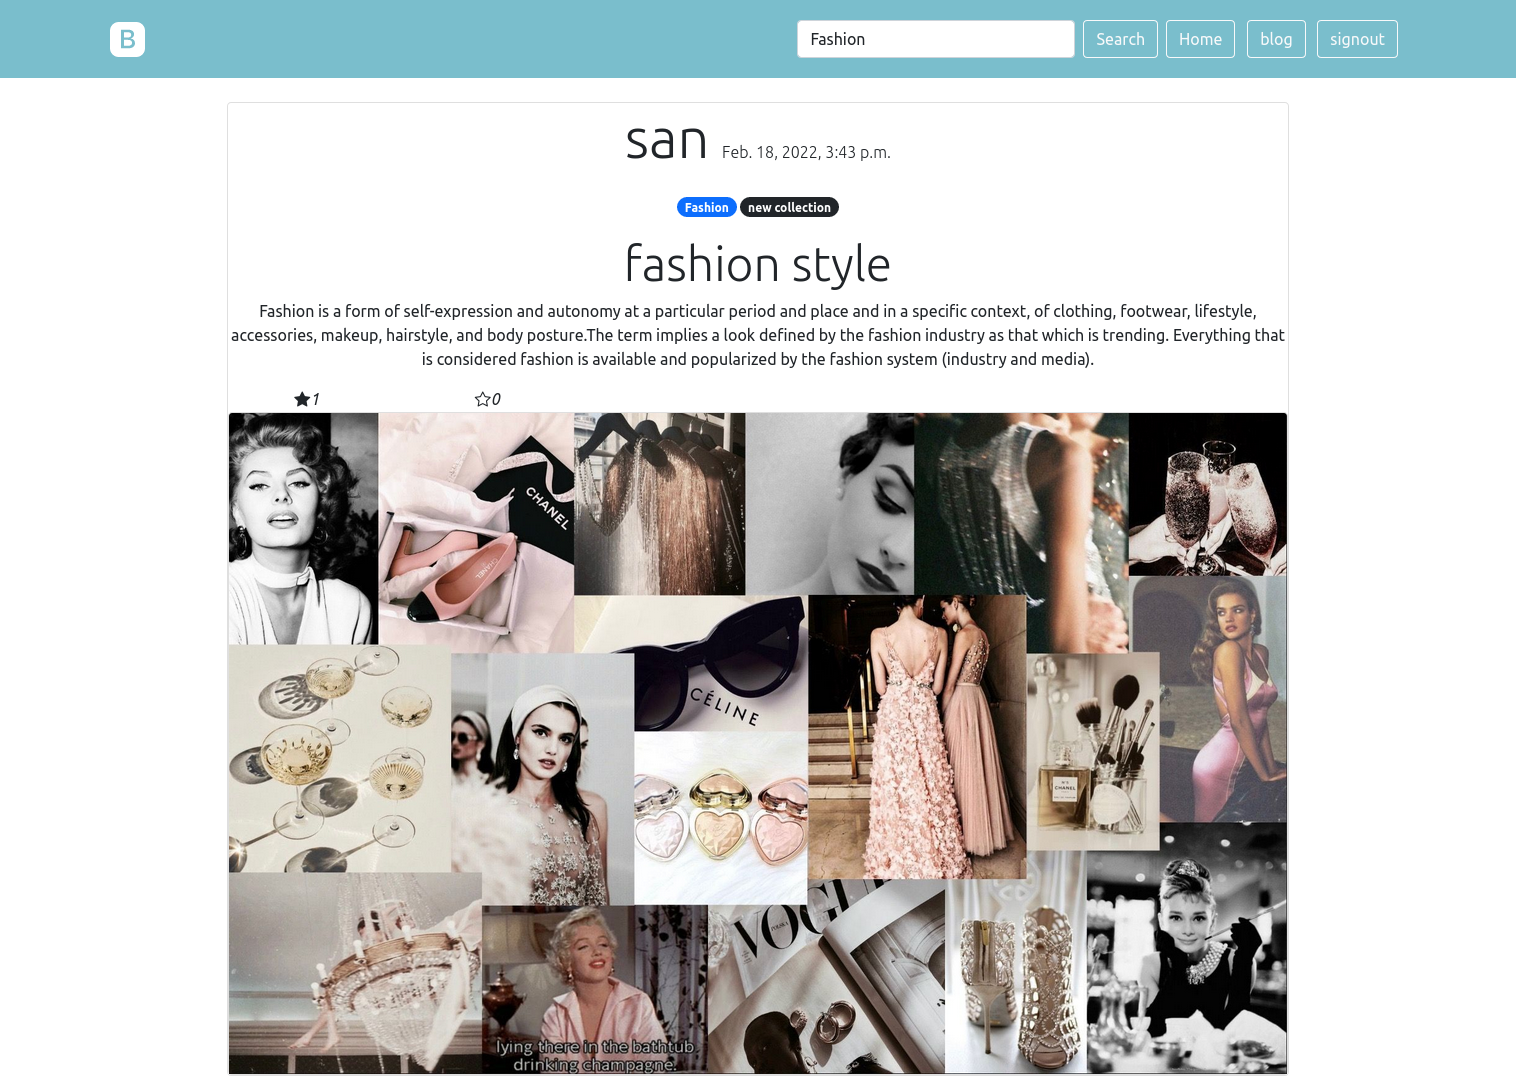 B
Fashion
Search
Home
blog
signout
san Feb. 18, 2022, 3:43 p.m.
Fashion new collection
fashion style
Fashion is a form of self-expression and autonomy at a particular period and place and in a specific context, of clothing, footwear, lifestyle,
accessories, makeup, hairstyle, and body posture.The term implies a look defined by the fashion industry as that which is trending. Everything that
is considered fashion is available and popularized by the fashion system (industry and media).
★1 ☆0
CHANEL
CHANEL
CÉLINE
CHANEL
VOGU
lying there in the bathtub
drinking champagne.